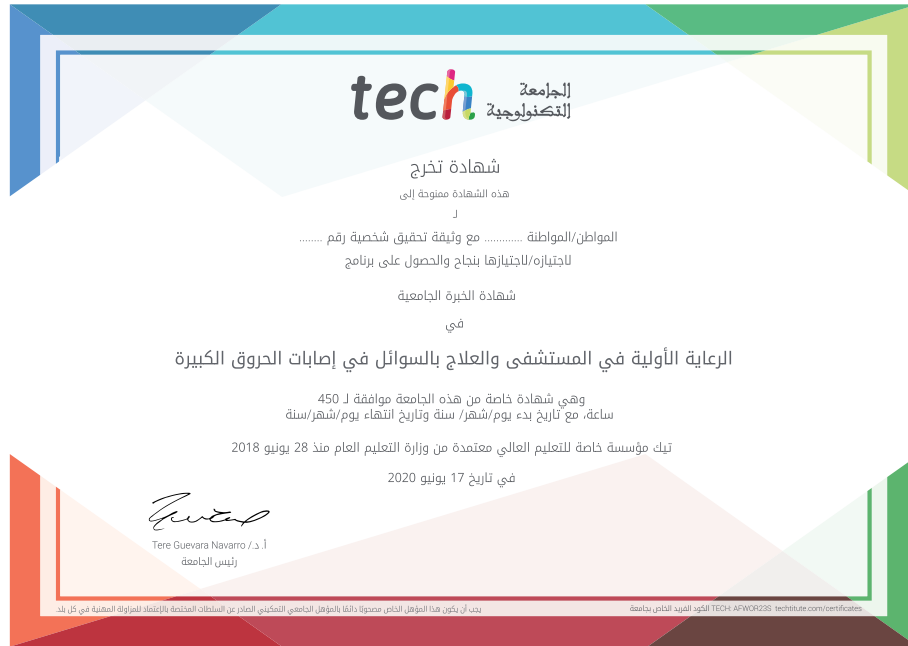 tech الجامعة
التكنولوجية
شهادة تخرج
هذه الشهادة ممنوحة إلى
لـ
المواطن/المواطنة ............ مع وثيقة تحقيق شخصية رقم ........
لاجتيازه/لاجتيازها بنجاح والحصول على برنامج
شهادة الخبرة الجامعية
في
الرعاية الأولية في المستشفى والعلاج بالسوائل في إصابات الحروق الكبيرة
وهي شهادة خاصة من هذه الجامعة موافقة لـ 450
ساعة، مع تاريخ بدء يوم/شهر/ سنة وتاريخ انتهاء يوم/شهر/سنة
تيك مؤسسة خاصة للتعليم العالي معتمدة من وزارة التعليم العام منذ 28 يونيو 2018
في تاريخ 17 يونيو 2020
أ. د./ Tere Guevara Navarro
رئيس الجامعة
يجب أن يكون هذا المؤهل الخاص مصحوبًا دائمًا بالمؤهل الجامعي التمكيني الصادر عن السلطات المختصة بالإعتماد للمزاولة المهنية في كل بلد.
الكود الفريد الخاص بجامعة TECH: AFWOR23S techtitute.com/certificates